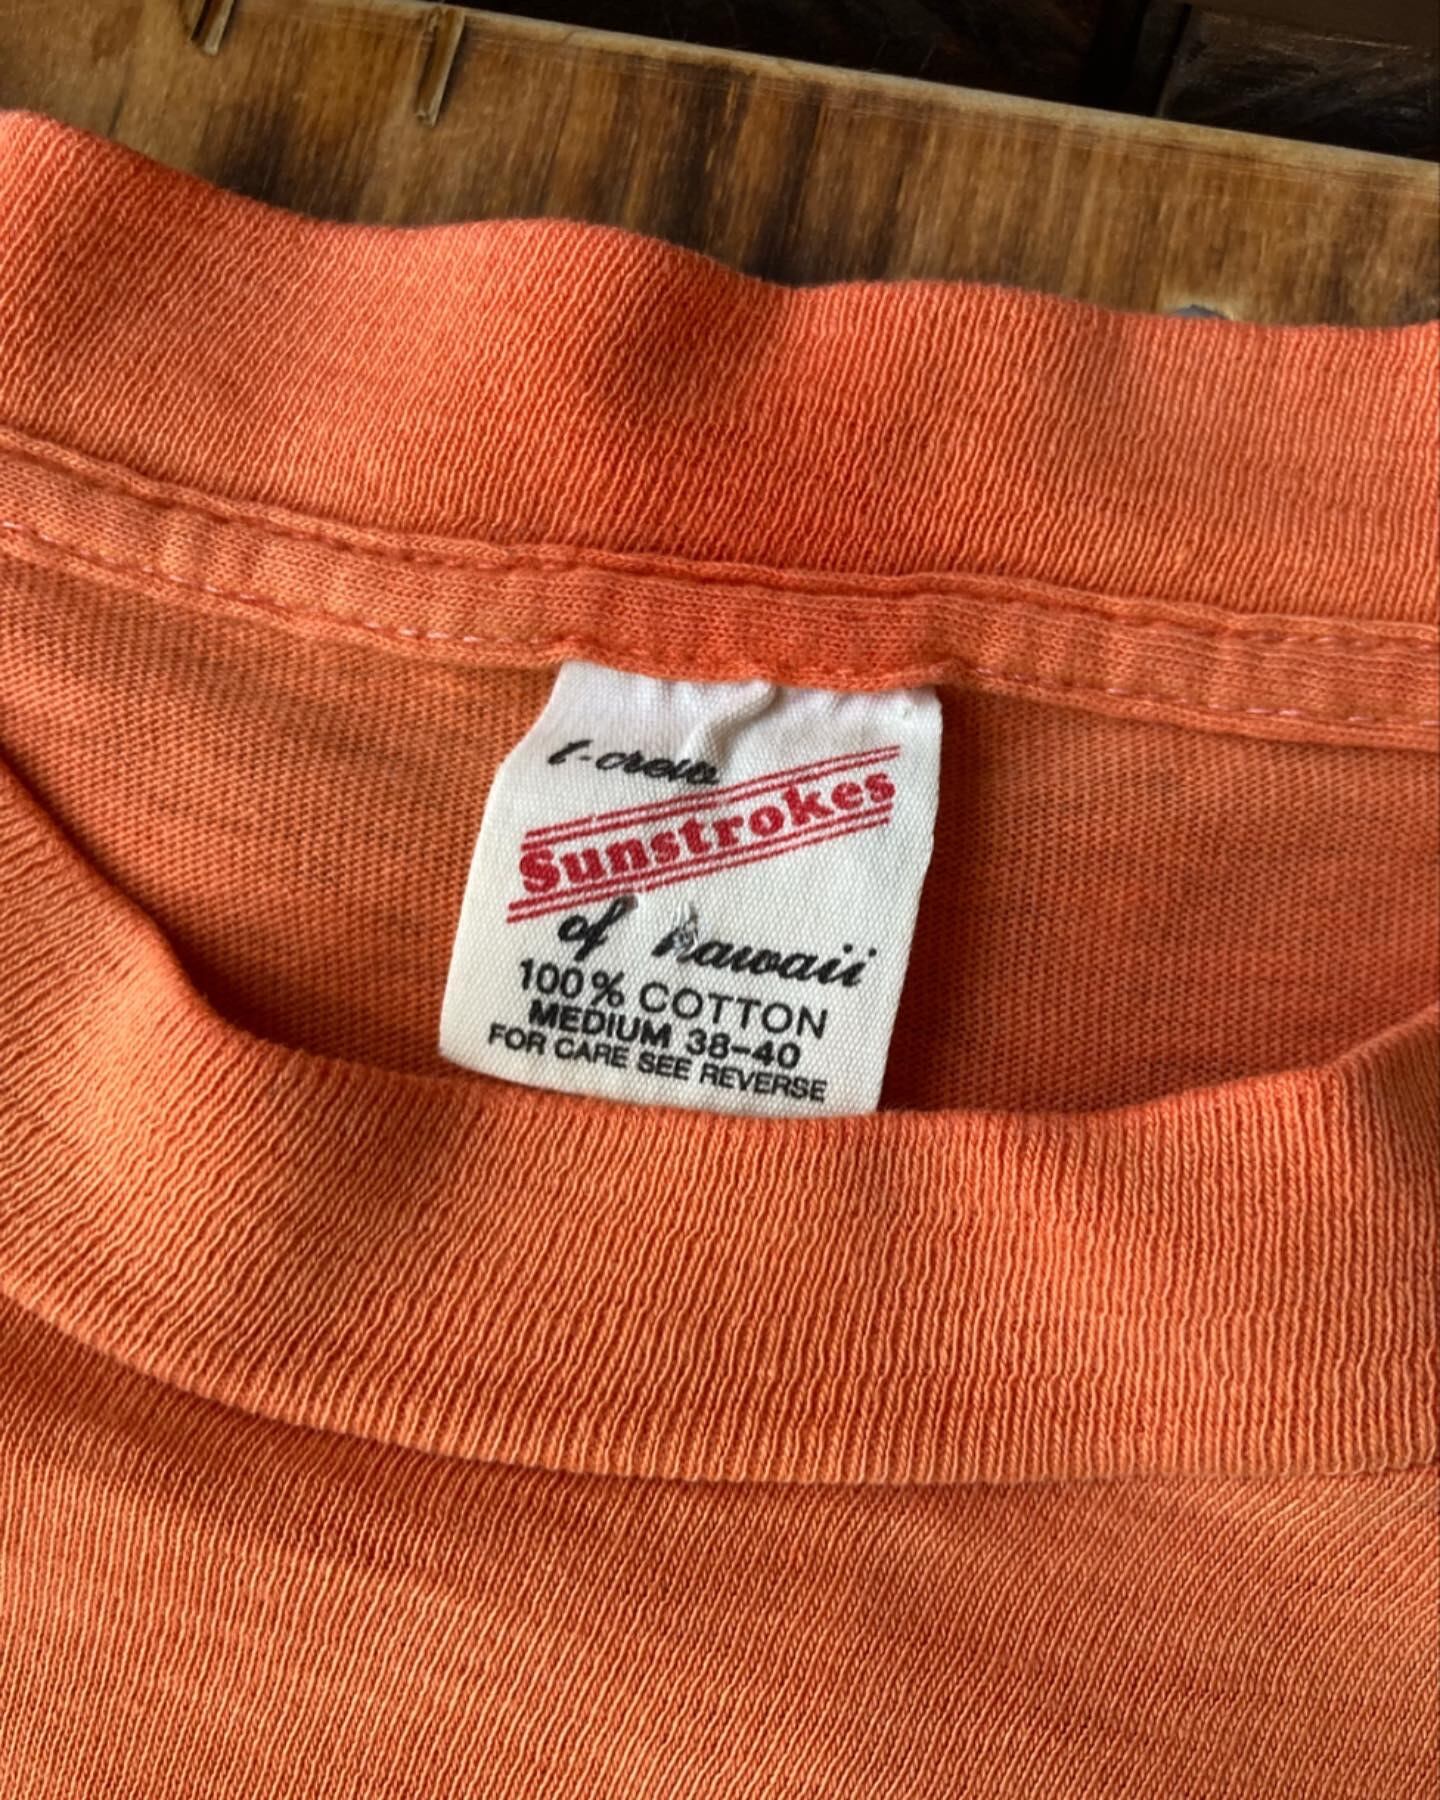 t-crew
Sunstrokes
of hawaii
100% COTTON
MEDIUM 38-40
FOR CARE SEE REVERSE